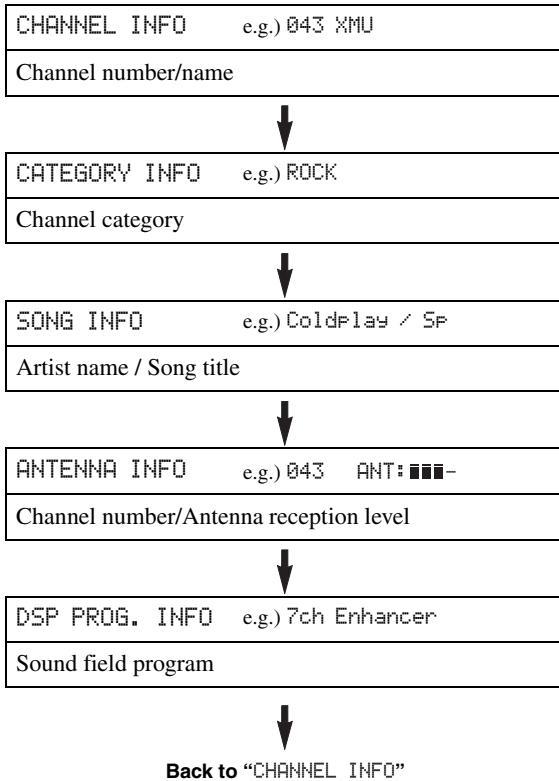 CHANNEL INFO e.g.) 043 XMU
Channel number/name
CATEGORY INFO e.g.) ROCK
Channel category
SONG INFO e.g.) Coldplay / Sp
Artist name / Song title
ANTENNA INFO e.g.) 043 ANT:▮▮▮-
Channel number/Antenna reception level
DSP PROG. INFO e.g.) 7ch Enhancer
Sound field program
Back to “CHANNEL INFO”